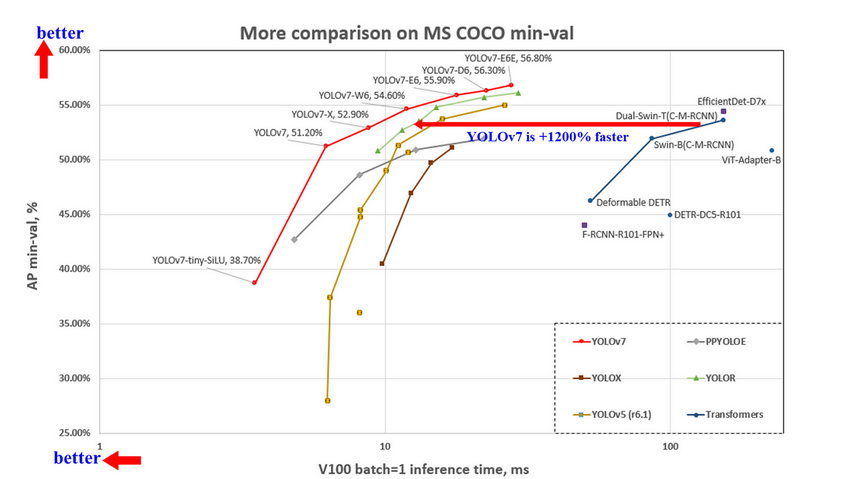 better
More comparison on MS COCO min-val
60.00%
55.00%
50.00%
45.00%
40.00%
35.00%
30.00%
25.00%
AP min-val, %
YOLOv7-E6E, 56.80%
YOLOv7-D6, 56.30%
YOLOv7-E6, 55.90%
YOLOv7-W6, 54.60%
YOLOv7-X, 52.90%
YOLOv7, 51.20%
YOLOv7-tiny-SiLU, 38.70%
EfficientDet-D7x
Dual-Swin-T(C-M-RCNN)
YOLOv7 is +1200% faster
Swin-B(C-M-RCNN)
ViT-Adapter-B
Deformable DETR
DETR-DC5-R101
F-RCNN-R101-FPN+
YOLOv7
PPYOLOE
YOLOX
YOLOR
YOLOv5 (r6.1)
Transformers
1
10
100
better
V100 batch=1 inference time, ms